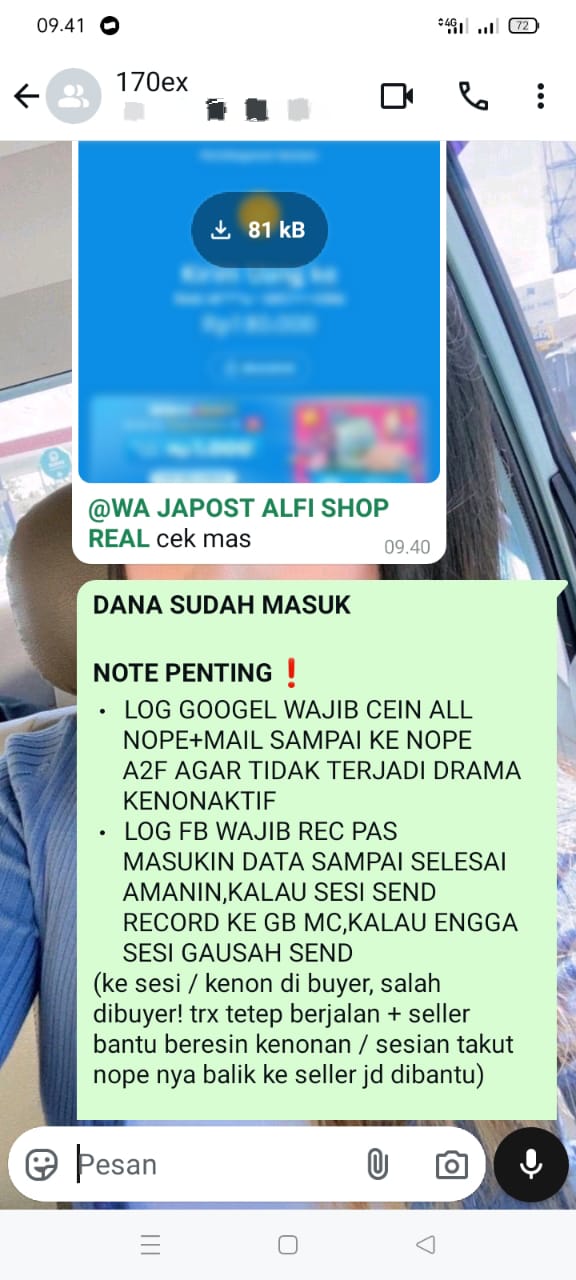 09.41
4G
72
170ex
81 kB
@WA JAPOST ALFI SHOP
REAL cek mas
09.40
DANA SUDAH MASUK
NOTE PENTING❗
• LOG GOOGEL WAJIB CEIN ALL
NOPE+MAIL SAMPAI KE NOPE
A2F AGAR TIDAK TERJADI DRAMA
KENONAKTIF
• LOG FB WAJIB REC PAS
MASUKIN DATA SAMPAI SELESAI
AMANIN,KALAU SESI SEND
RECORD KE GB MC,KALAU ENGGA
SESI GAUSAH SEND
(ke sesi / kenon di buyer, salah
dibuyer! trx tetep berjalan + seller
bantu beresin kenonan / sesian takut
nope nya balik ke seller jd dibantu)
Pesan